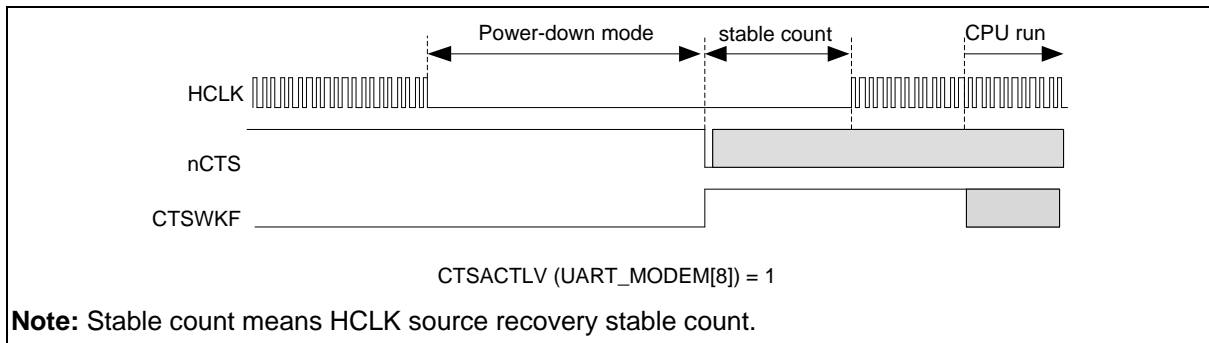 Power-down mode stable count CPU run
HCLK
nCTS
CTSWKF
CTSACTLV (UART_MODEM[8]) = 1
Note: Stable count means HCLK source recovery stable count.